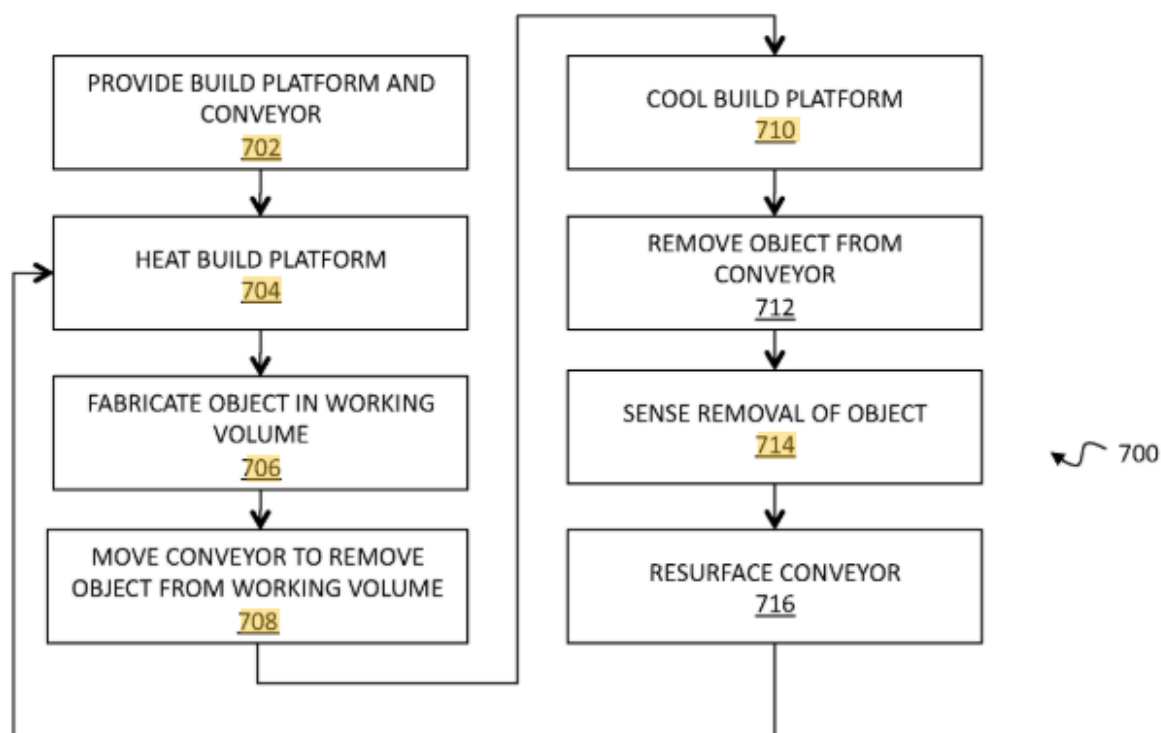 PROVIDE BUILD PLATFORM AND
CONVEYOR
702
HEAT BUILD PLATFORM
704
FABRICATE OBJECT IN WORKING
VOLUME
706
MOVE CONVEYOR TO REMOVE
OBJECT FROM WORKING VOLUME
708
COOL BUILD PLATFORM
710
REMOVE OBJECT FROM
CONVEYOR
712
SENSE REMOVAL OF OBJECT
714
RESURFACE CONVEYOR
716
700